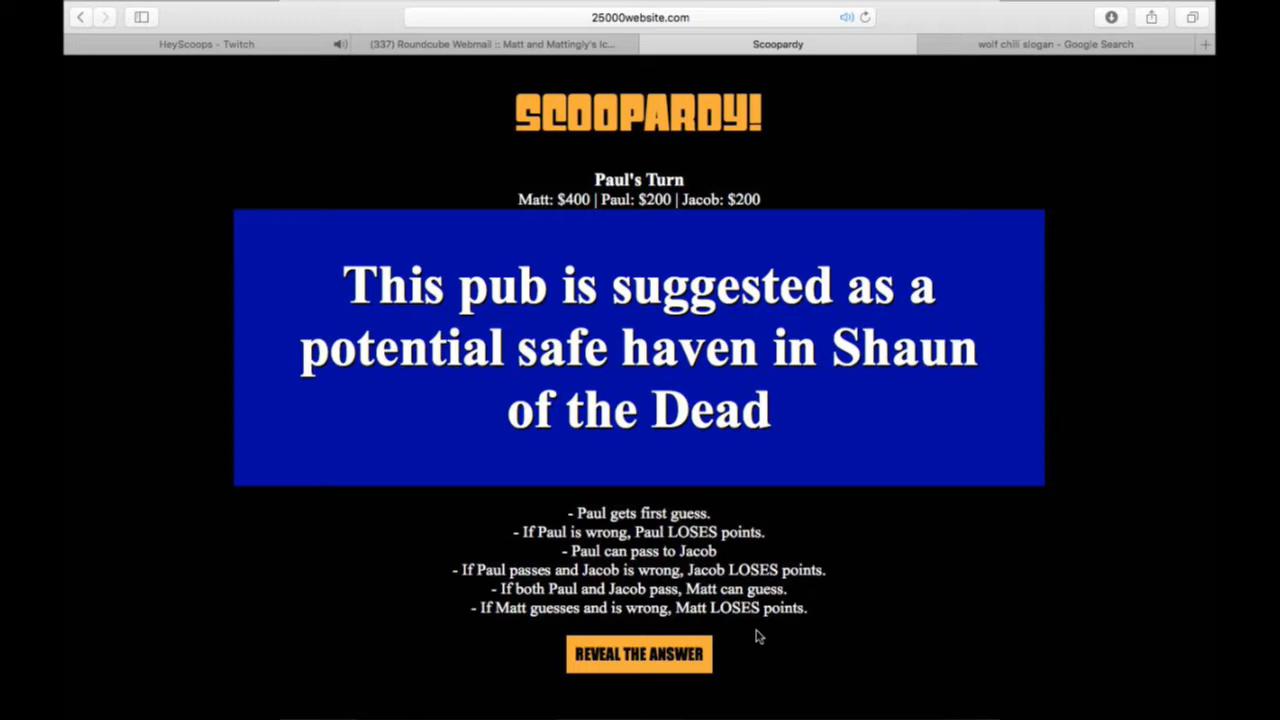 25000website.com
HeyScoops - Twitch
(337) Roundcube Webmail :: Matt and Mattingly's Ic...
Scoopardy
wolf chili slogan - Google Search
SCOOPARDY!
Paul's Turn
Matt: $400 | Paul: $200 | Jacob: $200
This pub is suggested as a
potential safe haven in Shaun
of the Dead
- Paul gets first guess.
- If Paul is wrong, Paul LOSES points.
- Paul can pass to Jacob
- If Paul passes and Jacob is wrong, Jacob LOSES points.
- If both Paul and Jacob pass, Matt can guess.
- If Matt guesses and is wrong, Matt LOSES points.
REVEAL THE ANSWER